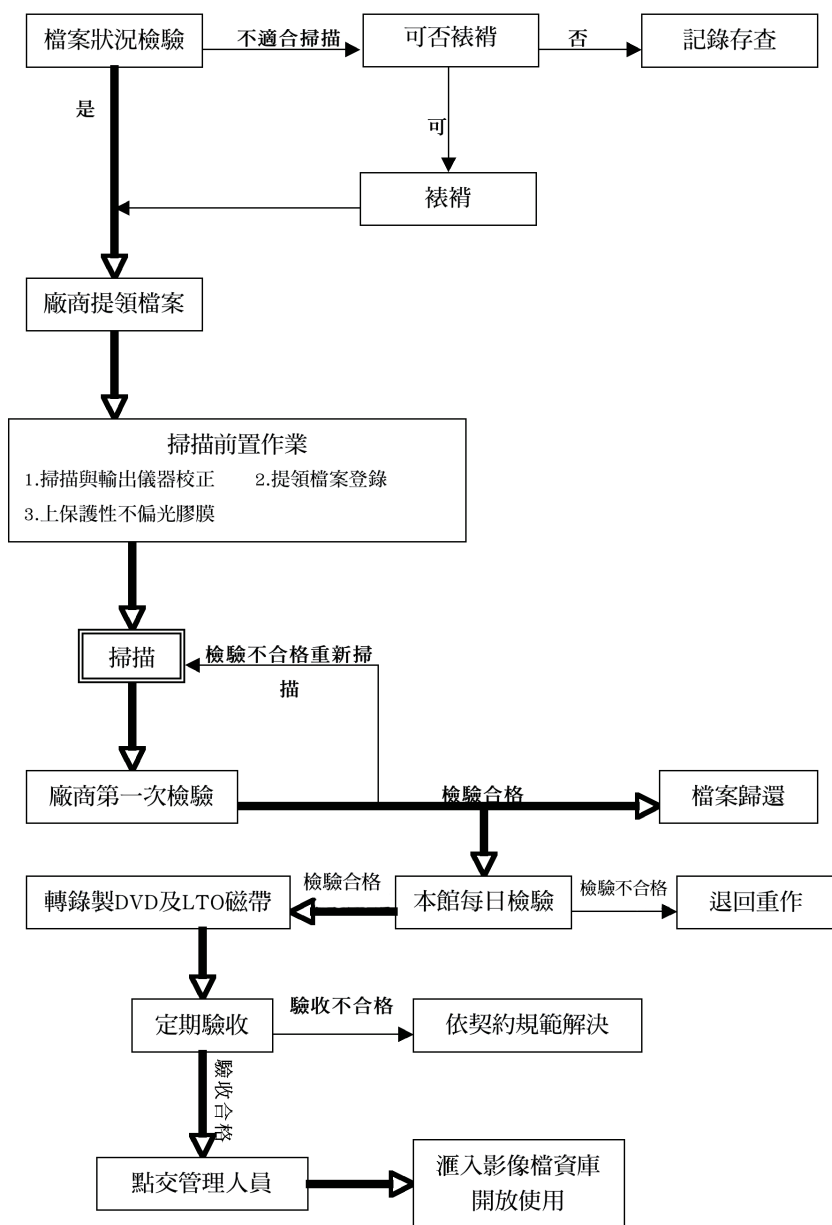 檔案狀況檢驗
不適合掃描
可否裱褙
否
記錄存查
是
可
裱褙
廠商提領檔案
掃描前置作業
1.掃描與輸出儀器校正 2.提領檔案登錄
3.上保護性不偏光膠膜
掃描
檢驗不合格重新掃
描
廠商第一次檢驗
檢驗合格
檔案歸還
轉錄製DVD及LTO磁帶
檢驗合格
本館每日檢驗
檢驗不合格
退回重作
定期驗收
驗收不合格
依契約規範解決
驗收合格
點交管理人員
滙入影像檔資庫
開放使用